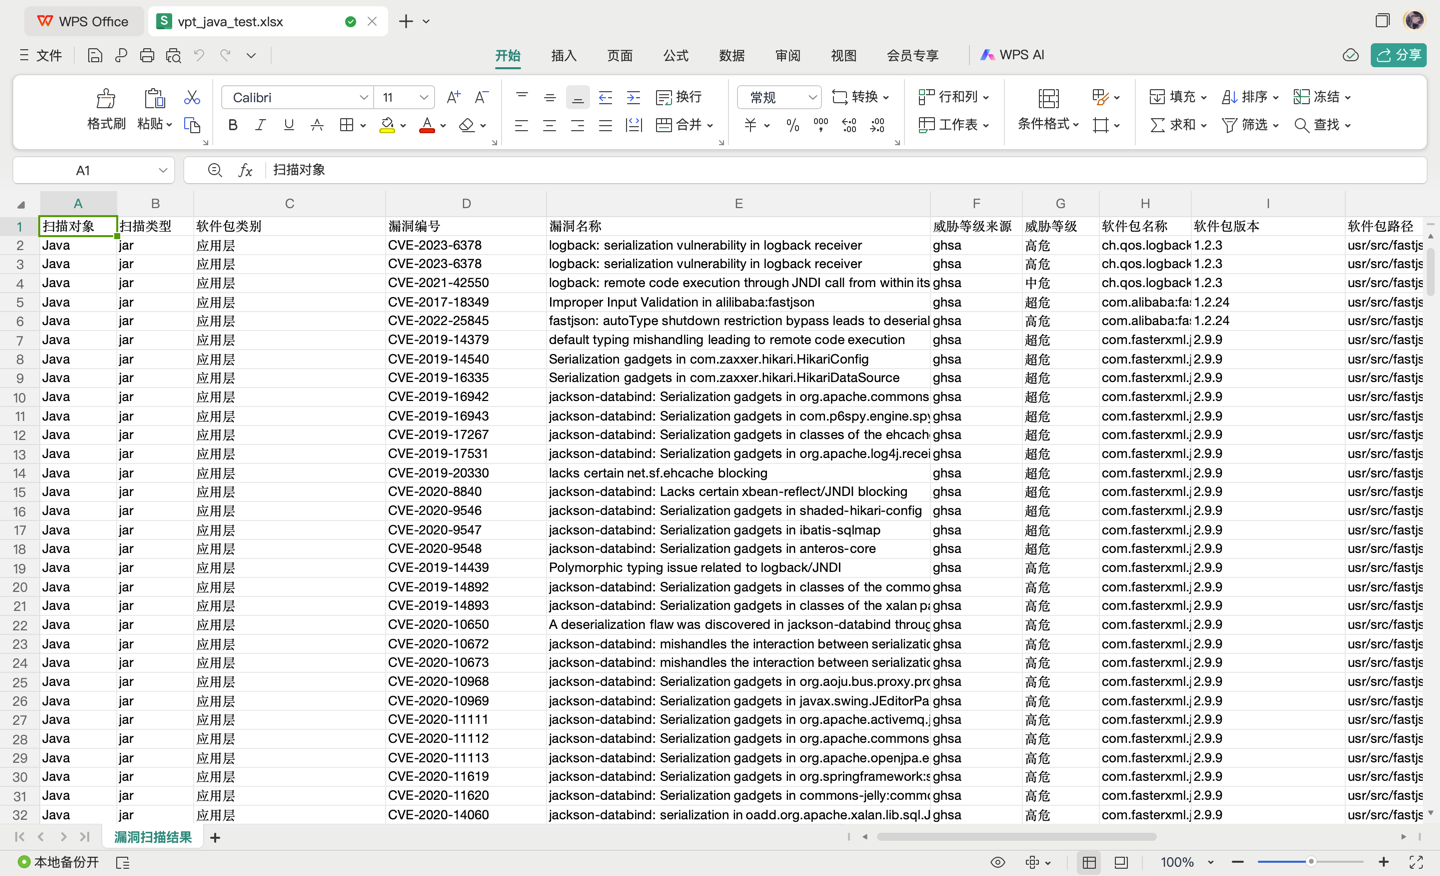 WPS Office
S vpt_java_test.xlsx
文件
开始 插入 页面 公式 数据 审阅 视图 会员专享 WPS AI
分享
格式刷 粘贴
Calibri 11
B I U A
换行
合并
常规 转换
行和列
工作表
条件格式
填充 排序 冻结
求和 筛选 查找
A1 fx 扫描对象
A B C D E F G H I
1 扫描对象 扫描类型 软件包类别 漏洞编号 漏洞名称 威胁等级来源 威胁等级 软件包名称 软件包版本 软件包路径
2 Java jar 应用层 CVE-2023-6378 logback: serialization vulnerability in logback receiver ghsa 高危 ch.qos.logback 1.2.3 usr/src/fastjs
3 Java jar 应用层 CVE-2023-6378 logback: serialization vulnerability in logback receiver ghsa 高危 ch.qos.logback 1.2.3 usr/src/fastjs
4 Java jar 应用层 CVE-2021-42550 logback: remote code execution through JNDI call from within its ghsa 中危 ch.qos.logback 1.2.3 usr/src/fastjs
5 Java jar 应用层 CVE-2017-18349 Improper Input Validation in alilibaba:fastjson ghsa 超危 com.alibaba:fas 1.2.24 usr/src/fastjs
6 Java jar 应用层 CVE-2022-25845 fastjson: autoType shutdown restriction bypass leads to deserial ghsa 高危 com.alibaba:fas 1.2.24 usr/src/fastjs
7 Java jar 应用层 CVE-2019-14379 default typing mishandling leading to remote code execution ghsa 超危 com.fasterxml.j 2.9.9 usr/src/fastjs
8 Java jar 应用层 CVE-2019-14540 Serialization gadgets in com.zaxxer.hikari.HikariConfig ghsa 超危 com.fasterxml.j 2.9.9 usr/src/fastjs
9 Java jar 应用层 CVE-2019-16335 Serialization gadgets in com.zaxxer.hikari.HikariDataSource ghsa 超危 com.fasterxml.j 2.9.9 usr/src/fastjs
10 Java jar 应用层 CVE-2019-16942 jackson-databind: Serialization gadgets in org.apache.commons ghsa 超危 com.fasterxml.j 2.9.9 usr/src/fastjs
11 Java jar 应用层 CVE-2019-16943 jackson-databind: Serialization gadgets in com.p6spy.engine.spy ghsa 超危 com.fasterxml.j 2.9.9 usr/src/fastjs
12 Java jar 应用层 CVE-2019-17267 jackson-databind: Serialization gadgets in classes of the ehcach ghsa 超危 com.fasterxml.j 2.9.9 usr/src/fastjs
13 Java jar 应用层 CVE-2019-17531 jackson-databind: Serialization gadgets in org.apache.log4j.recei ghsa 超危 com.fasterxml.j 2.9.9 usr/src/fastjs
14 Java jar 应用层 CVE-2019-20330 lacks certain net.sf.ehcache blocking ghsa 超危 com.fasterxml.j 2.9.9 usr/src/fastjs
15 Java jar 应用层 CVE-2020-8840 jackson-databind: Lacks certain xbean-reflect/JNDI blocking ghsa 超危 com.fasterxml.j 2.9.9 usr/src/fastjs
16 Java jar 应用层 CVE-2020-9546 jackson-databind: Serialization gadgets in shaded-hikari-config ghsa 超危 com.fasterxml.j 2.9.9 usr/src/fastjs
17 Java jar 应用层 CVE-2020-9547 jackson-databind: Serialization gadgets in ibatis-sqlmap ghsa 超危 com.fasterxml.j 2.9.9 usr/src/fastjs
18 Java jar 应用层 CVE-2020-9548 jackson-databind: Serialization gadgets in anteros-core ghsa 超危 com.fasterxml.j 2.9.9 usr/src/fastjs
19 Java jar 应用层 CVE-2019-14439 Polymorphic typing issue related to logback/JNDI ghsa 高危 com.fasterxml.j 2.9.9 usr/src/fastjs
20 Java jar 应用层 CVE-2019-14892 jackson-databind: Serialization gadgets in classes of the commo ghsa 高危 com.fasterxml.j 2.9.9 usr/src/fastjs
21 Java jar 应用层 CVE-2019-14893 jackson-databind: Serialization gadgets in classes of the xalan pa ghsa 高危 com.fasterxml.j 2.9.9 usr/src/fastjs
22 Java jar 应用层 CVE-2020-10650 A deserialization flaw was discovered in jackson-databind throug ghsa 高危 com.fasterxml.j 2.9.9 usr/src/fastjs
23 Java jar 应用层 CVE-2020-10672 jackson-databind: mishandles the interaction between serializatio ghsa 高危 com.fasterxml.j 2.9.9 usr/src/fastjs
24 Java jar 应用层 CVE-2020-10673 jackson-databind: mishandles the interaction between serializatio ghsa 高危 com.fasterxml.j 2.9.9 usr/src/fastjs
25 Java jar 应用层 CVE-2020-10968 jackson-databind: Serialization gadgets in org.aoju.bus.proxy.pro ghsa 高危 com.fasterxml.j 2.9.9 usr/src/fastjs
26 Java jar 应用层 CVE-2020-10969 jackson-databind: Serialization gadgets in javax.swing.JEditorPa ghsa 高危 com.fasterxml.j 2.9.9 usr/src/fastjs
27 Java jar 应用层 CVE-2020-11111 jackson-databind: Serialization gadgets in org.apache.activemq.j ghsa 高危 com.fasterxml.j 2.9.9 usr/src/fastjs
28 Java jar 应用层 CVE-2020-11112 jackson-databind: Serialization gadgets in org.apache.commons ghsa 高危 com.fasterxml.j 2.9.9 usr/src/fastjs
29 Java jar 应用层 CVE-2020-11113 jackson-databind: Serialization gadgets in org.apache.openjpa.e ghsa 高危 com.fasterxml.j 2.9.9 usr/src/fastjs
30 Java jar 应用层 CVE-2020-11619 jackson-databind: Serialization gadgets in org.springframework:s ghsa 高危 com.fasterxml.j 2.9.9 usr/src/fastjs
31 Java jar 应用层 CVE-2020-11620 jackson-databind: Serialization gadgets in commons-jelly:commo ghsa 高危 com.fasterxml.j 2.9.9 usr/src/fastjs
32 Java jar 应用层 CVE-2020-14060 jackson-databind: serialization in oadd.org.apache.xalan.lib.sql.J ghsa 高危 com.fasterxml.j 2.9.9 usr/src/fastjs
漏洞扫描结果
本地备份开
100%